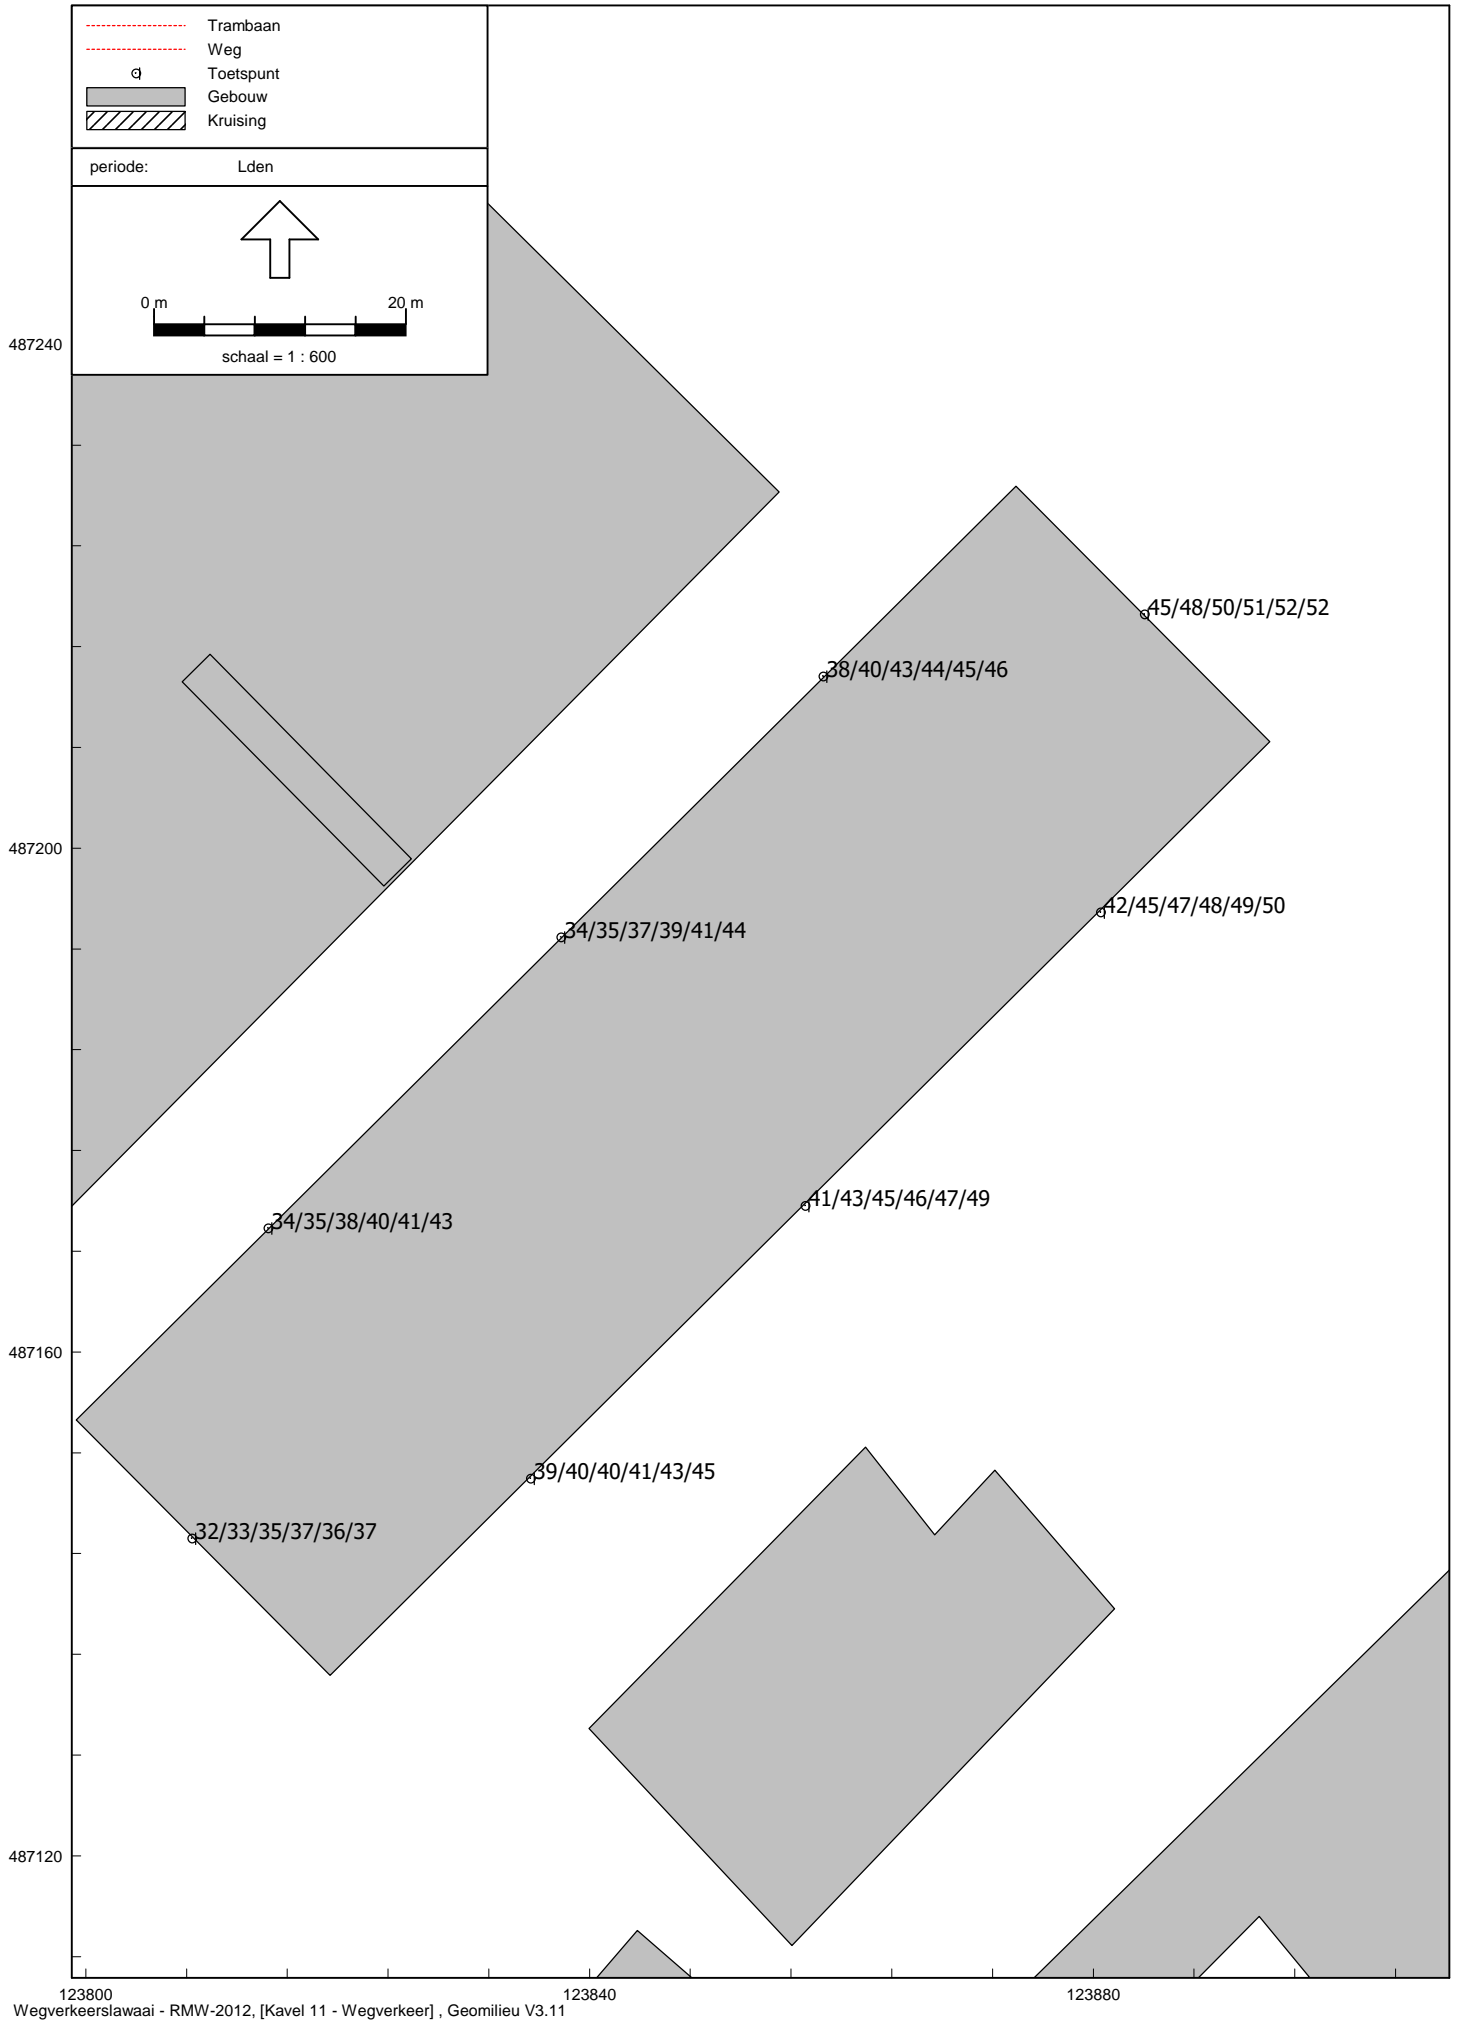 Trambaan
Weg
Toetspunt
Gebouw
Kruising
periode: Lden
0 m 20 m
schaal = 1 : 600
487240
45/48/50/51/52/52
38/40/43/44/45/46
487200
42/45/47/48/49/50
34/35/37/39/41/44
41/43/45/46/47/49
34/35/38/40/41/43
487160
39/40/40/41/43/45
32/33/35/37/36/37
487120
123800 123840 123880
Wegverkeerslawaai - RMW-2012, [Kavel 11 - Wegverkeer] , Geomilieu V3.11